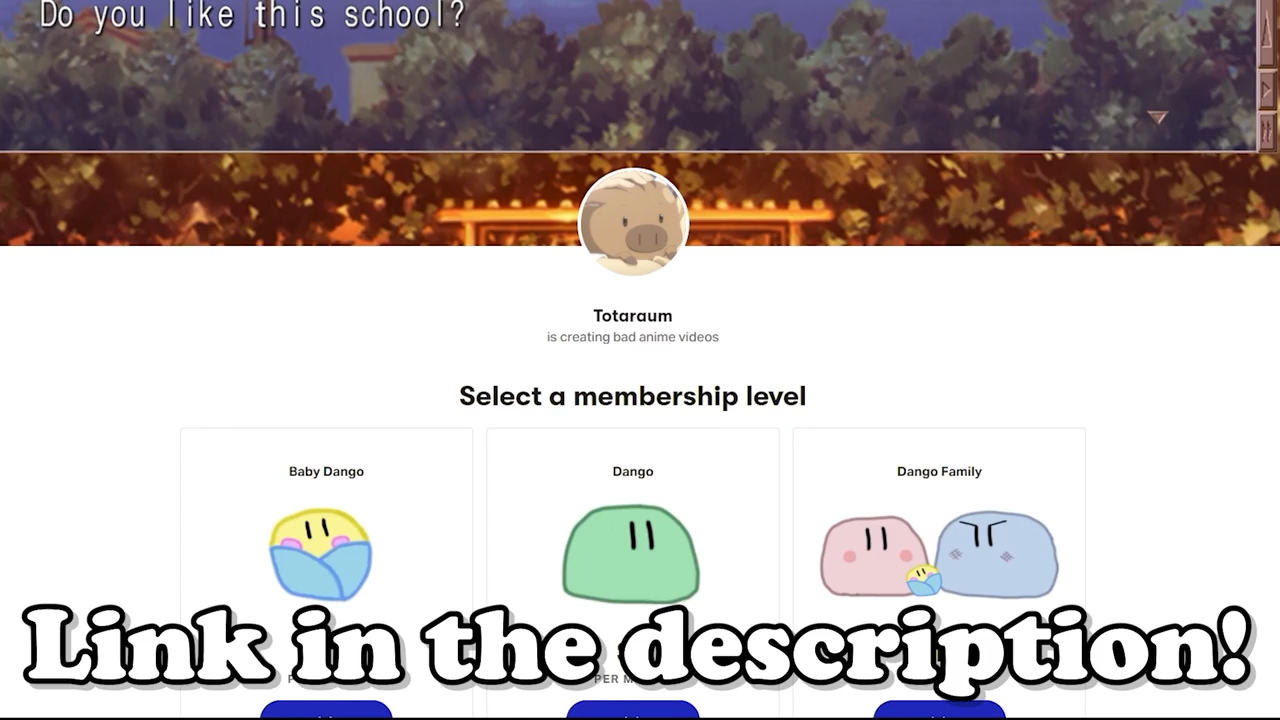 Do you like this school?
Totaraum
is creating bad anime videos
Select a membership level
Baby Dango
Dango
Dango Family
Link in the description!
PER